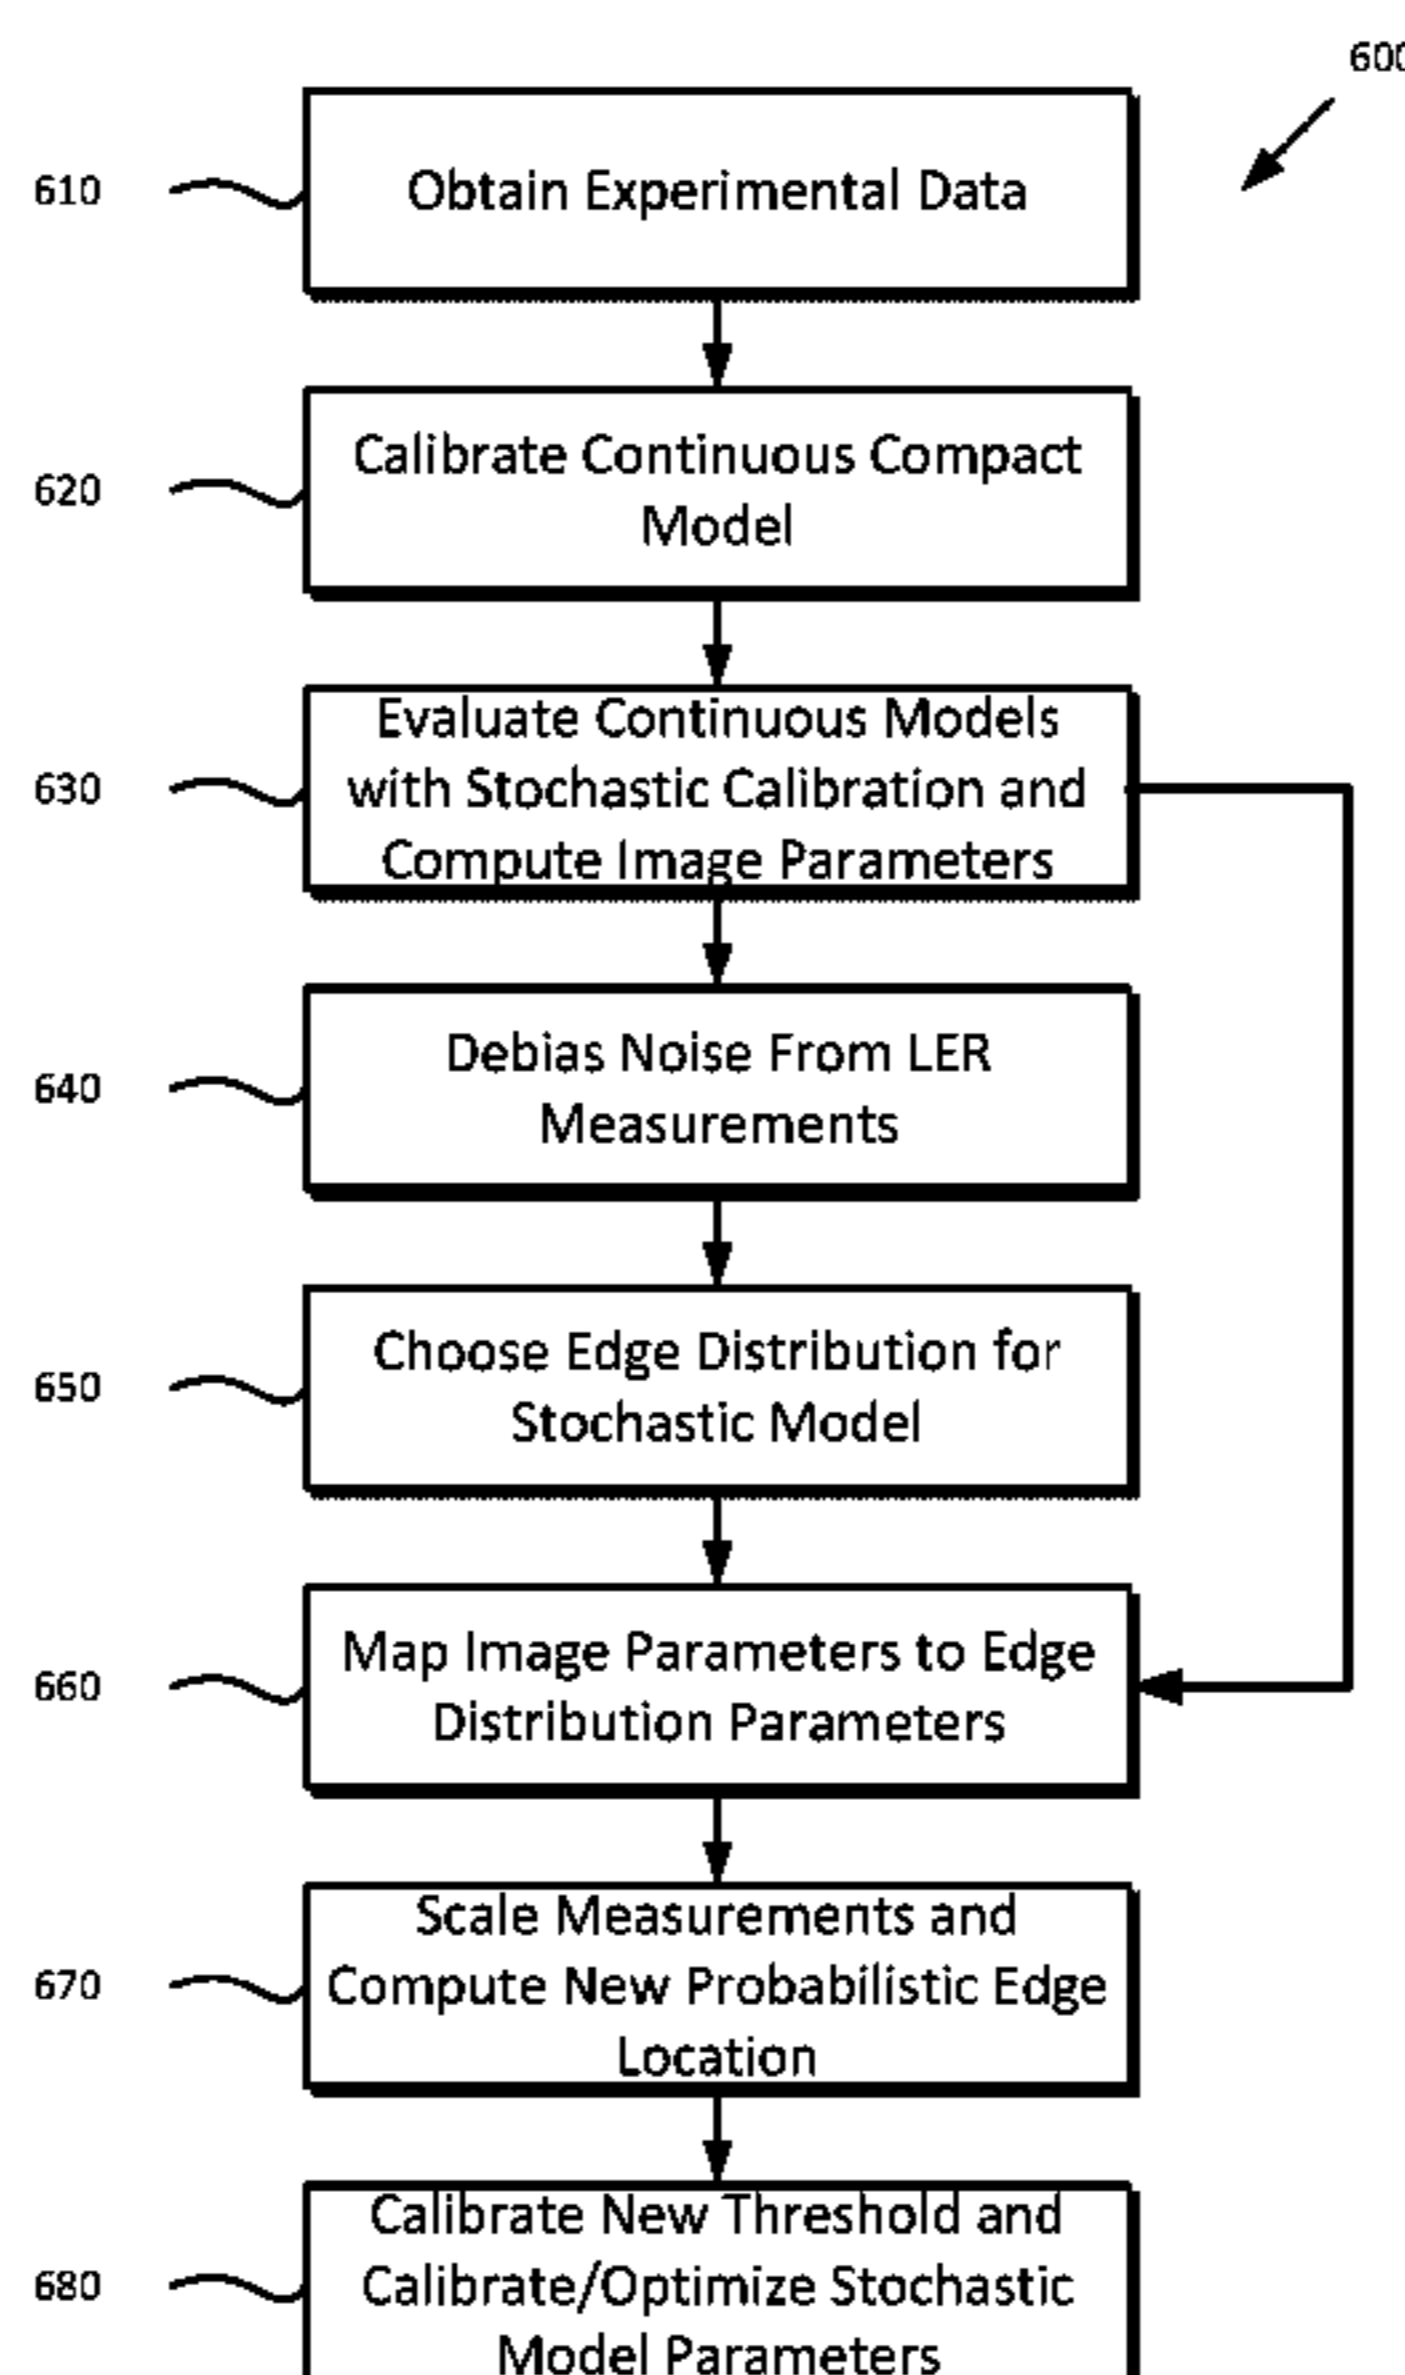 600
610
Obtain Experimental Data
620
Calibrate Continuous Compact
Model
630
Evaluate Continuous Models
with Stochastic Calibration and
Compute Image Parameters
640
Debias Noise From LER
Measurements
650
Choose Edge Distribution for
Stochastic Model
660
Map Image Parameters to Edge
Distribution Parameters
670
Scale Measurements and
Compute New Probabilistic Edge
Location
680
Calibrate New Threshold and
Calibrate/Optimize Stochastic
Model Parameters